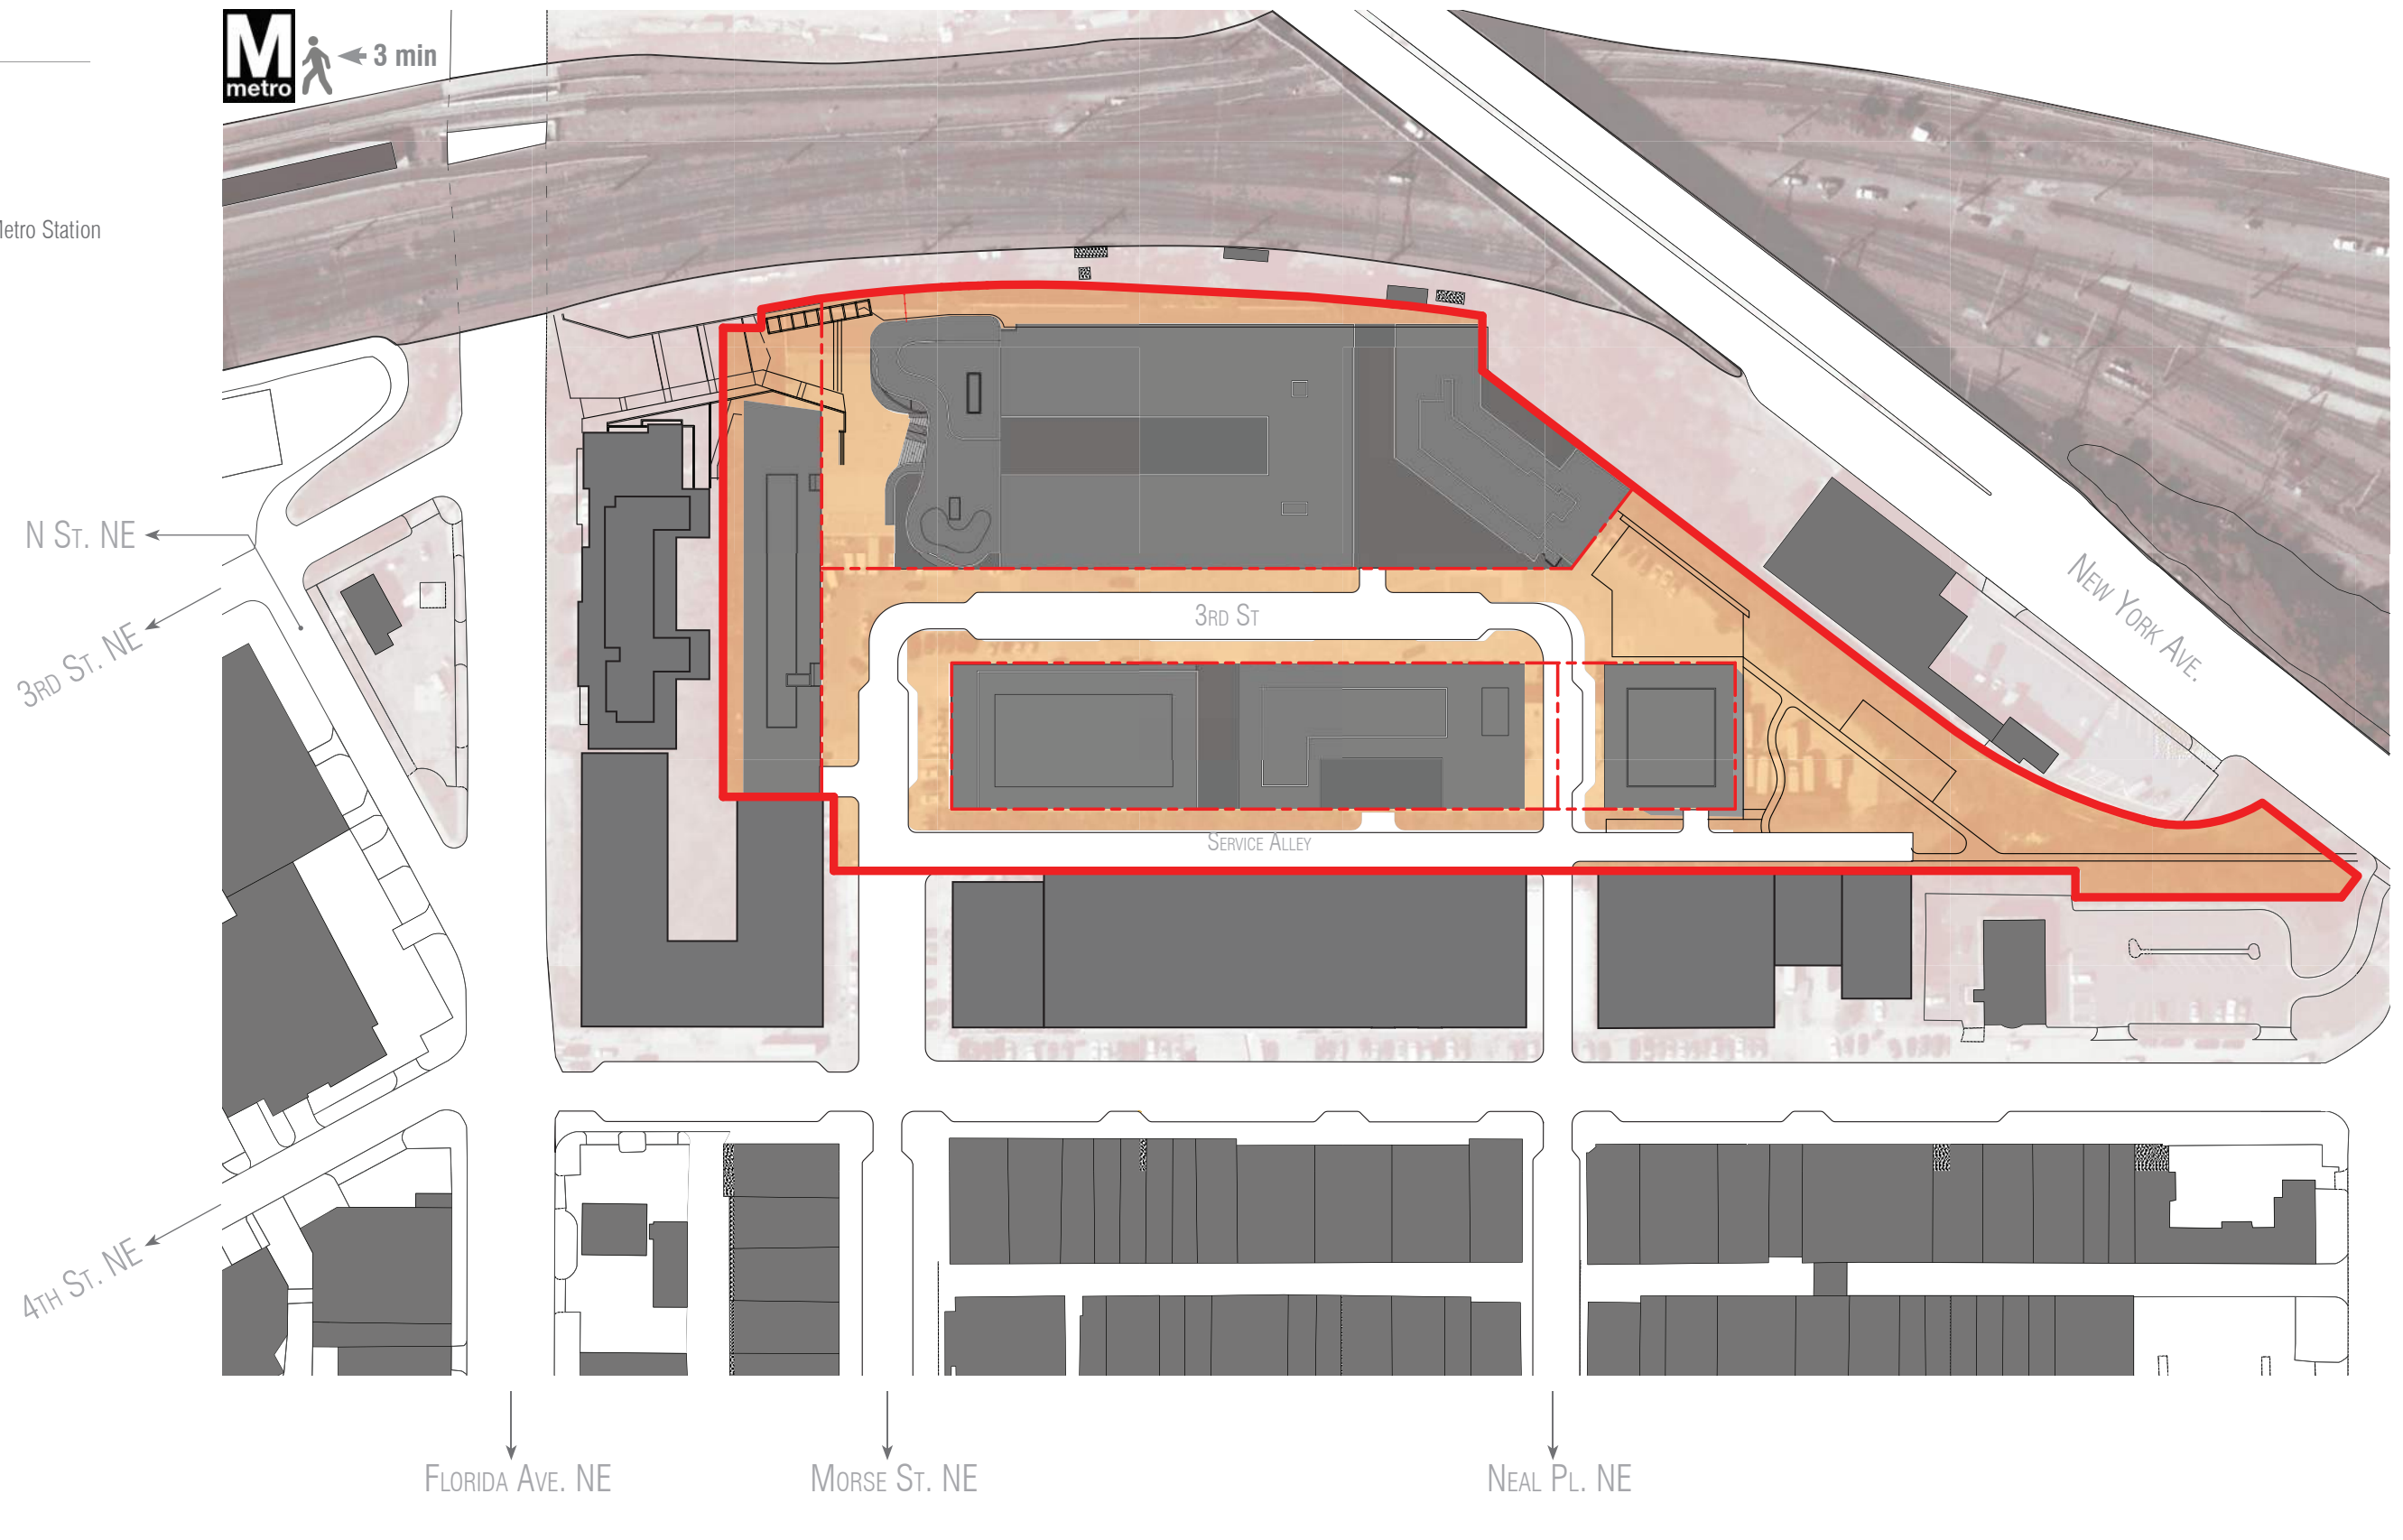 M
metro
3 min
Metro Station
N ST. NE
3RD ST. NE
4TH ST. NE
3RD ST
SERVICE ALLEY
NEW YORK AVE.
FLORIDA AVE. NE
MORSE ST. NE
NEAL PL. NE